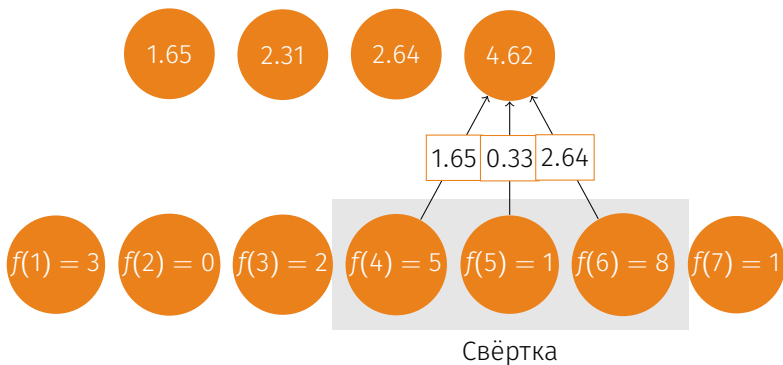 1.65 2.31 2.64 4.62
1.65 0.33 2.64
f(1) = 3 f(2) = 0 f(3) = 2 f(4) = 5 f(5) = 1 f(6) = 8 f(7) = 1
Свёртка